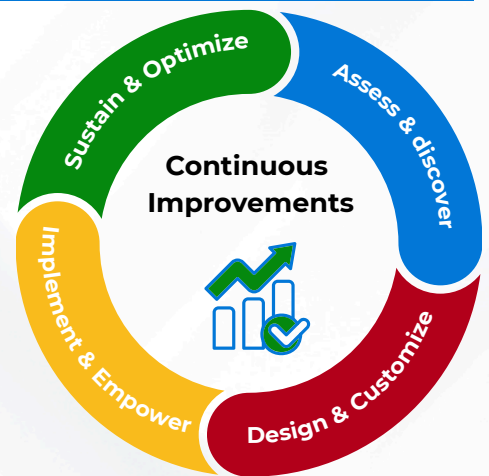 Sustain & Optimize
Assess & discover
Continuous
Improvements
Implement & Empower
Design & Customize